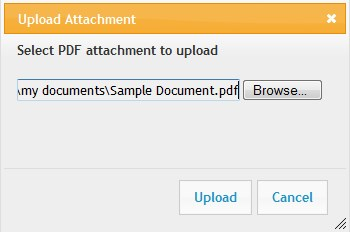 Upload Attachment
Select PDF attachment to upload
\my documents\Sample Document.pdf Browse...
Upload Cancel